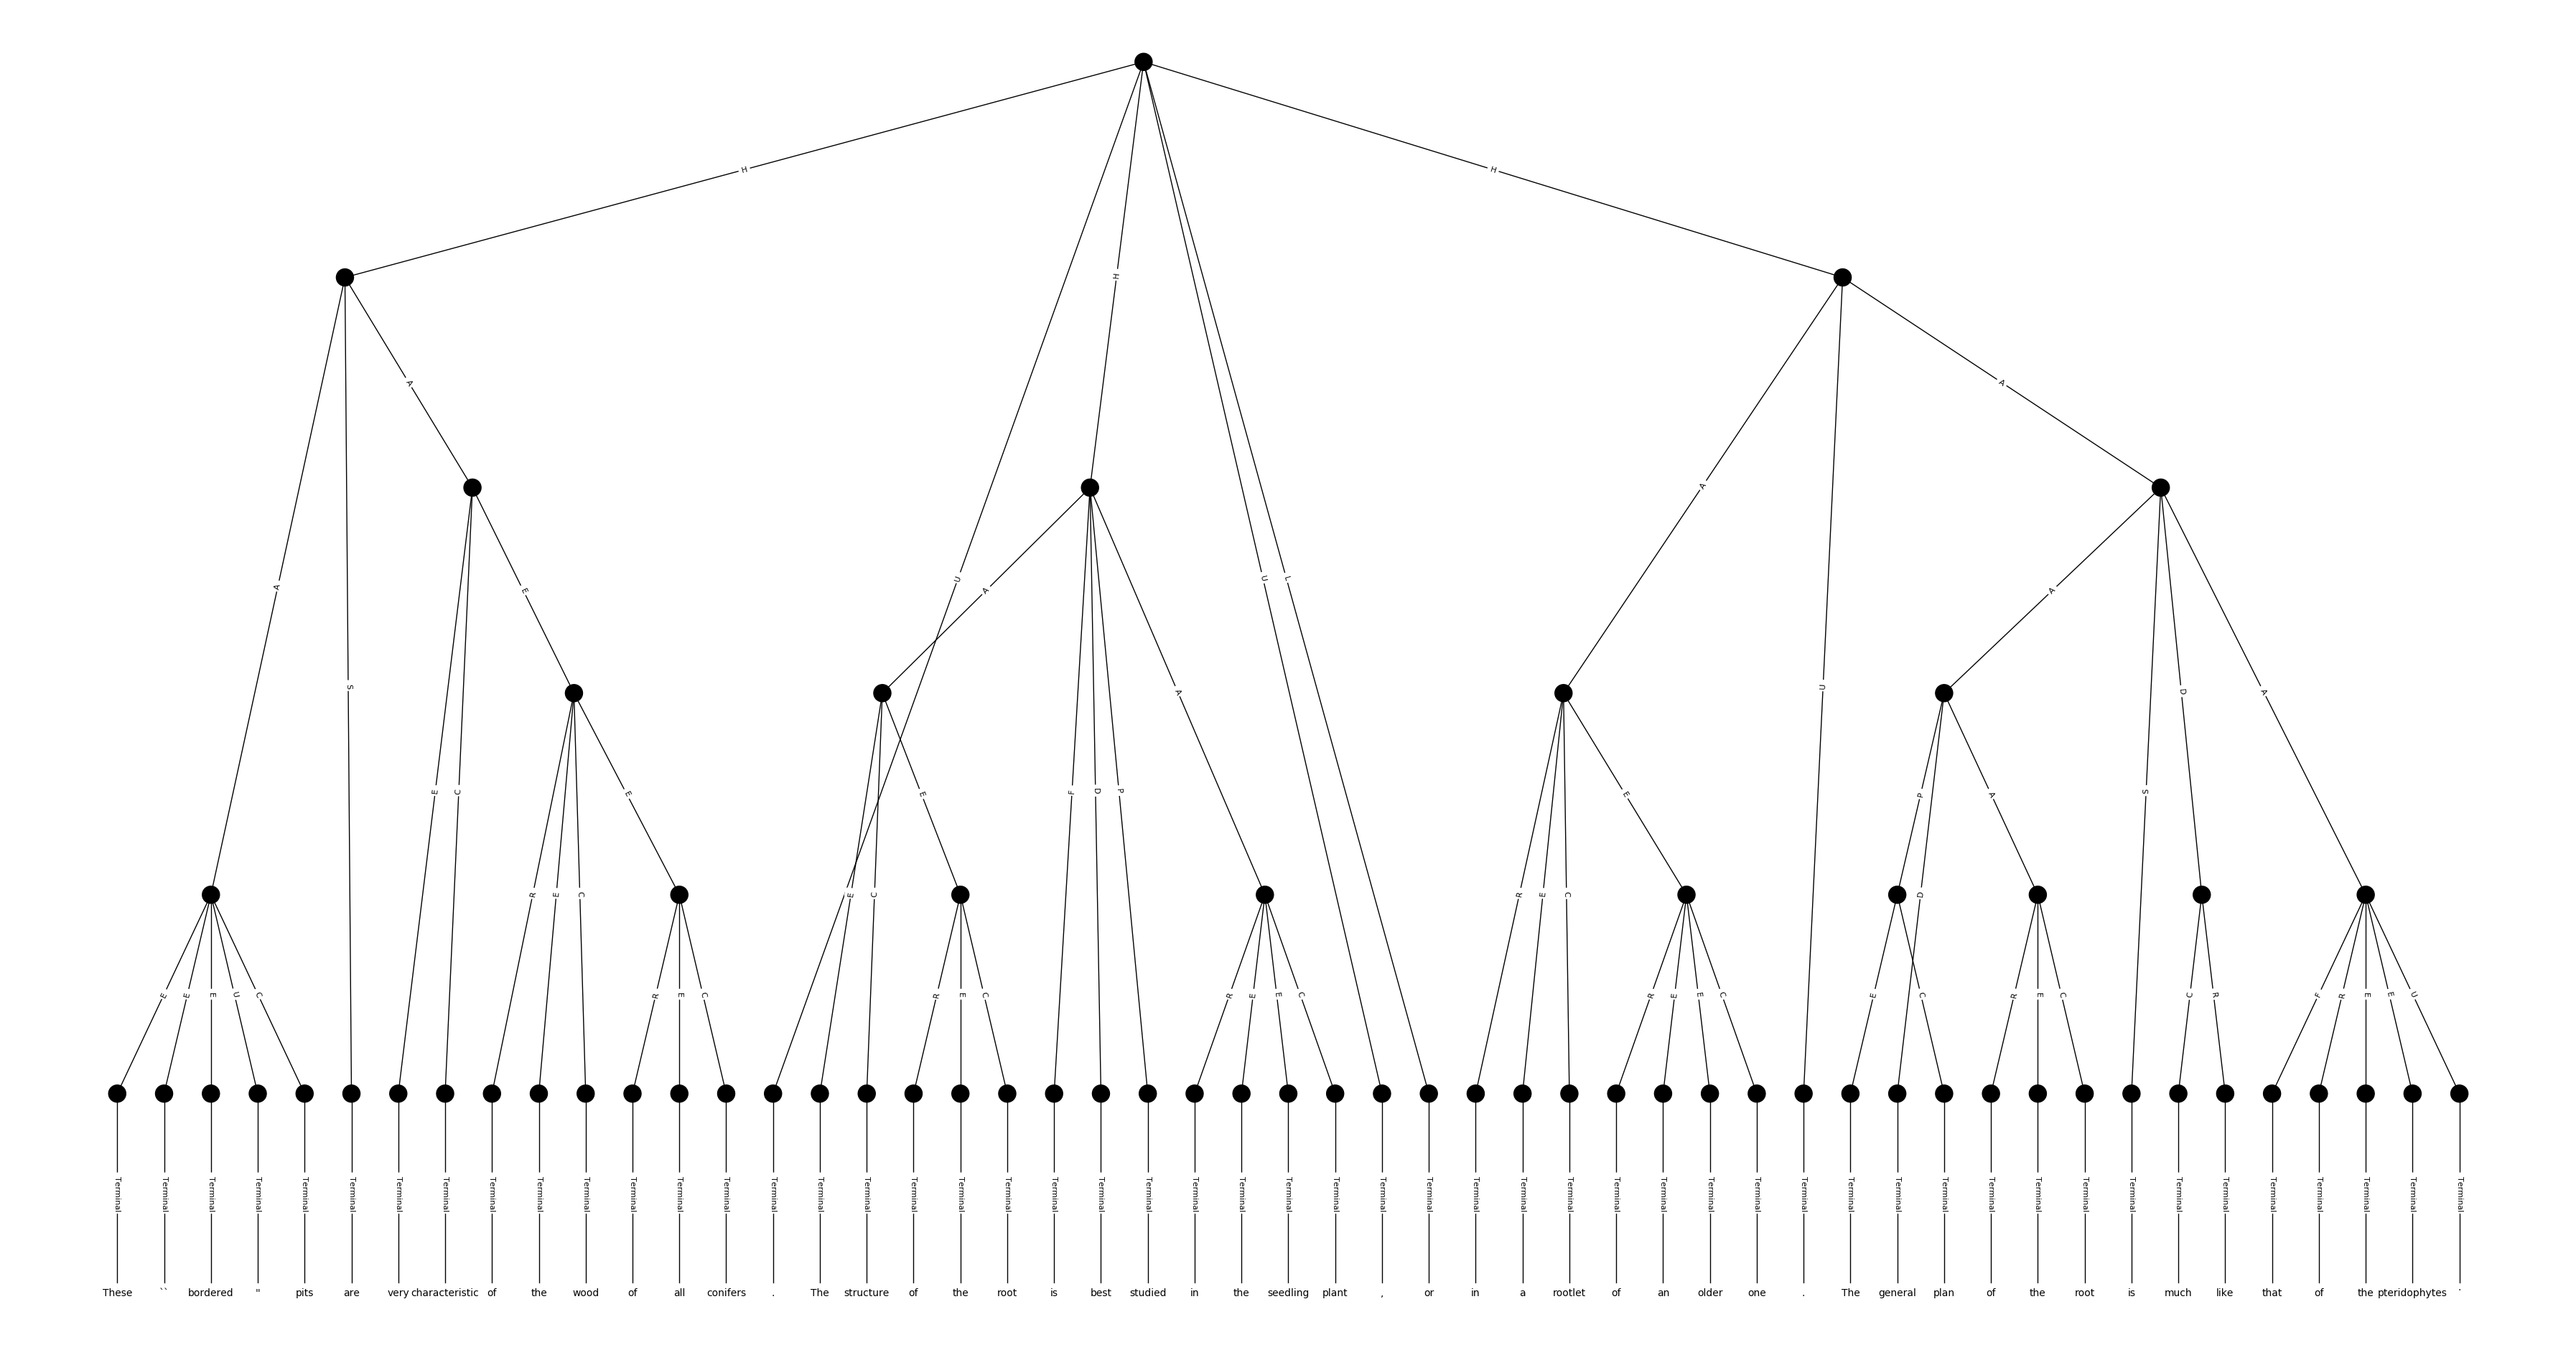 H H H
A S A U H U L A U A
E A A
E C E A F D P A R E C E P D A S D A
R E C E E C E R C
E E E U C R E C R E C R E E C R E E C E C R E C C R F R E E U
Terminal Terminal Terminal Terminal Terminal Terminal Terminal Terminal Terminal Terminal Terminal Terminal Terminal Terminal Terminal Terminal Terminal Terminal Terminal Terminal Terminal Terminal Terminal Terminal Terminal Terminal Terminal Terminal Terminal Terminal Terminal Terminal Terminal Terminal Terminal Terminal Terminal Terminal Terminal Terminal Terminal Terminal Terminal Terminal Terminal Terminal Terminal Terminal Terminal Terminal Terminal
These `` bordered " pits are very characteristic of the wood of all conifers . The structure of the root is best studied in the seedling plant , or in a rootlet of an older one . The general plan of the root is much like that of the pteridophytes